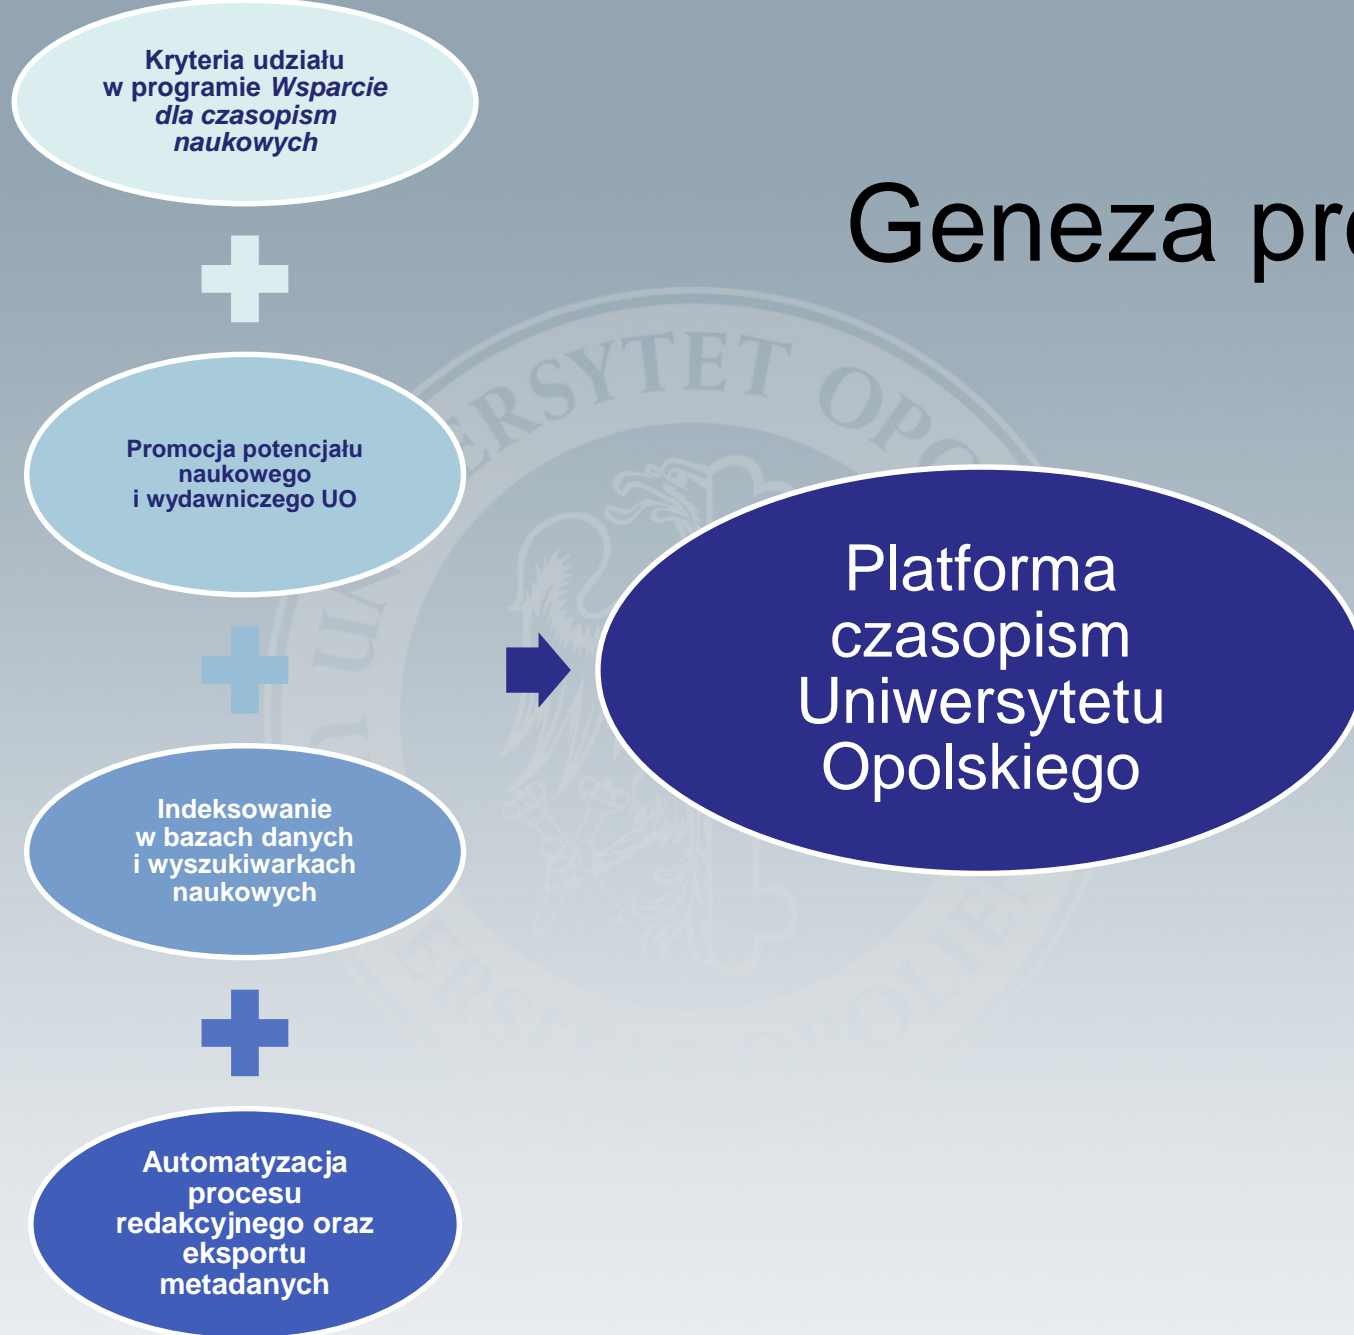 Kryteria udziału
w programie Wsparcie
dla czasopism
naukowych
Geneza
Promocja potencjału
naukowego
i wydawniczego UO
Platforma
czasopism
Uniwersytetu
Opolskiego
Indeksowanie
w bazach danych
i wyszukiwarkach
naukowych
Automatyzacja
procesu
redakcyjnego oraz
eksportu
metadanych